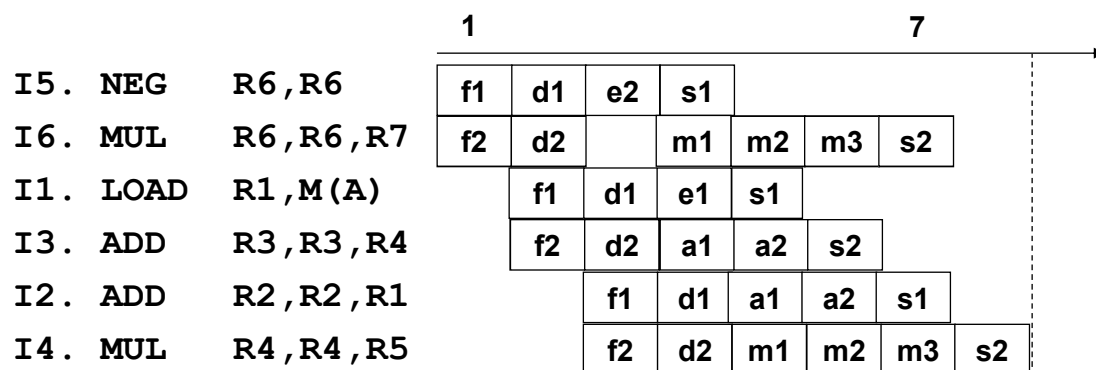 1 7
I5. NEG R6,R6 f1 d1 e2 s1
I6. MUL R6,R6,R7 f2 d2 m1 m2 m3 s2
I1. LOAD R1,M(A) f1 d1 e1 s1
I3. ADD R3,R3,R4 f2 d2 a1 a2 s2
I2. ADD R2,R2,R1 f1 d1 a1 a2 s1
I4. MUL R4,R4,R5 f2 d2 m1 m2 m3 s2